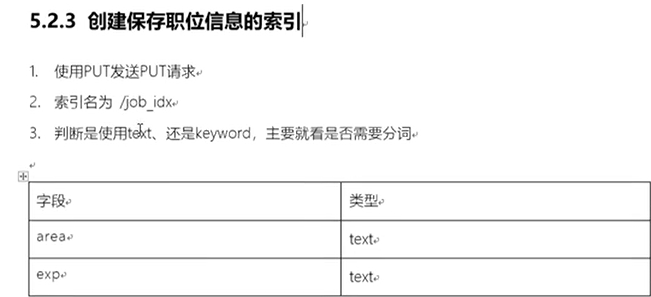 5.2.3 创建保存职位信息的索引
1. 使用PUT发送PUT请求
2. 索引名为 /job_idx
3. 判断是使用text、还是keyword，主要就看是否需要分词
字段 类型
area text
exp text